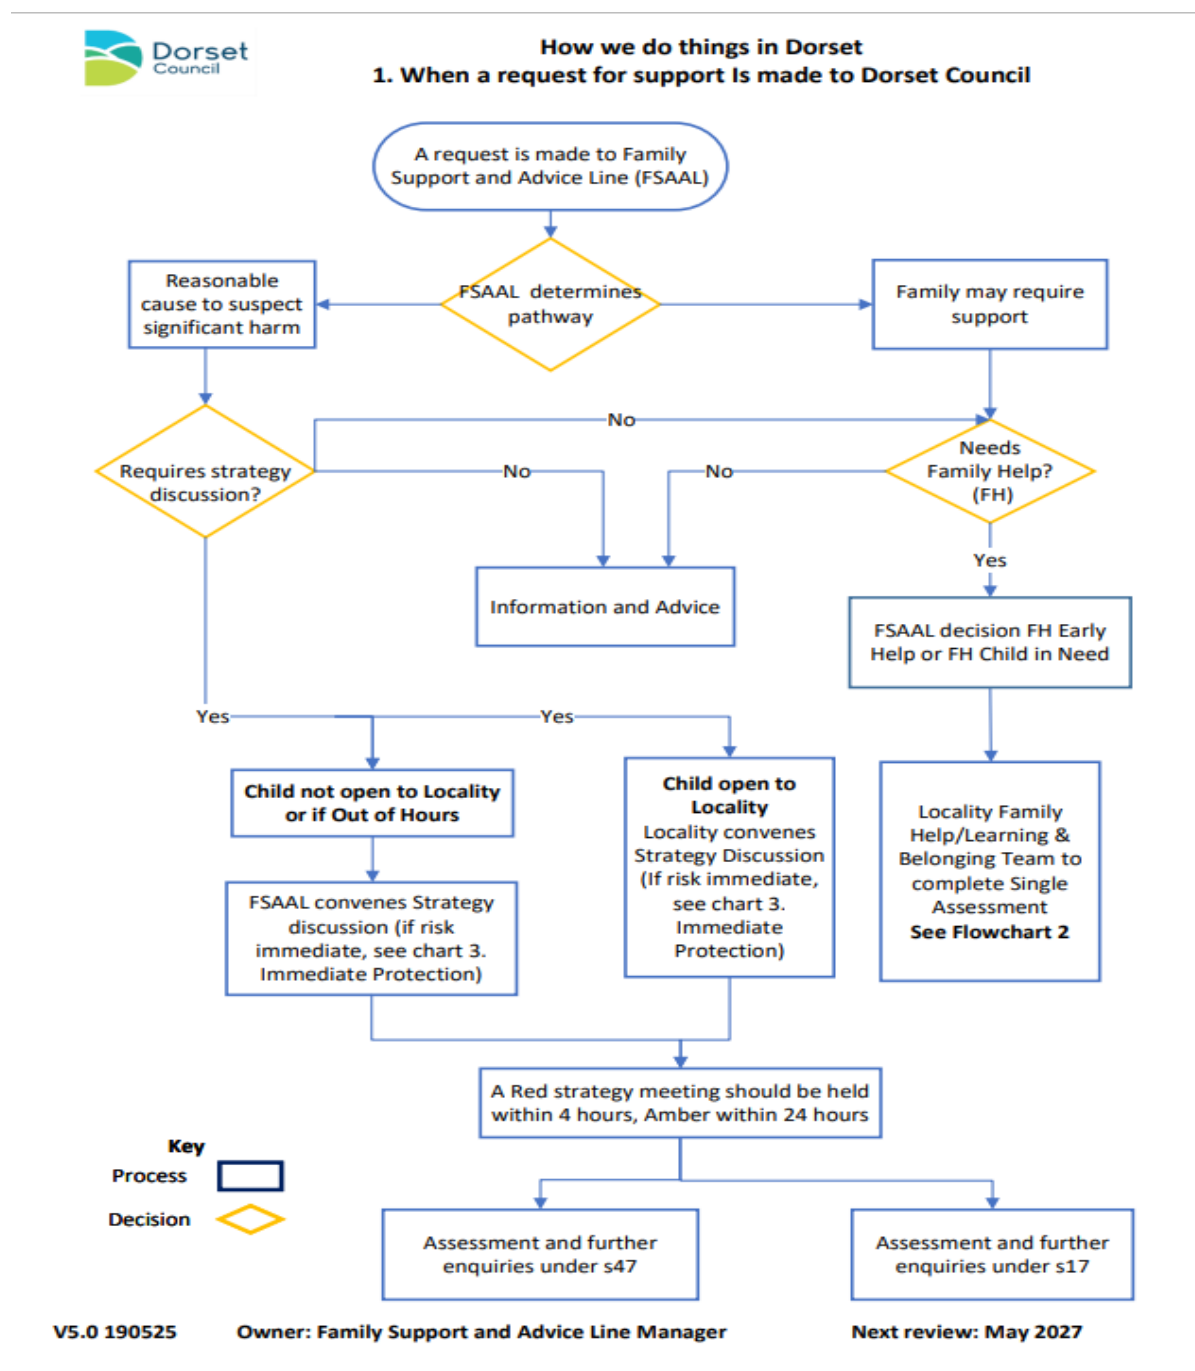 Dorset
Council
How we do things in Dorset
1. When a request for support Is made to Dorset Council
A request is made to Family
Support and Advice Line (FSAAL)
Reasonable
cause to suspect
significant harm
FSAAL determines
pathway
Family may require
support
No
Requires strategy
discussion?
No
No
Needs
Family Help?
(FH)
Yes
Information and Advice
FSAAL decision FH Early
Help or FH Child in Need
Yes
Yes
Child not open to Locality
or if Out of Hours
Child open to
Locality
Locality convenes
Strategy Discussion
(If risk immediate,
see chart 3.
Immediate
Protection)
Locality Family
Help/Learning &
Belonging Team to
complete Single
Assessment
See Flowchart 2
FSAAL convenes Strategy
discussion (if risk
immediate, see chart 3.
Immediate Protection)
A Red strategy meeting should be held
within 4 hours, Amber within 24 hours
Key
Process
Decision
Assessment and further
enquiries under s47
Assessment and further
enquiries under s17
V5.0 190525
Owner: Family Support and Advice Line Manager
Next review: May 2027